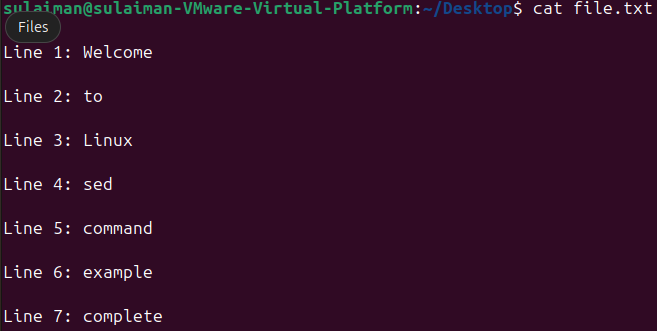 sulaiman@sulaiman-VMware-Virtual-Platform:~/Desktop$ cat file.txt
Files
Line 1: Welcome
Line 2: to
Line 3: Linux
Line 4: sed
Line 5: command
Line 6: example
Line 7: complete